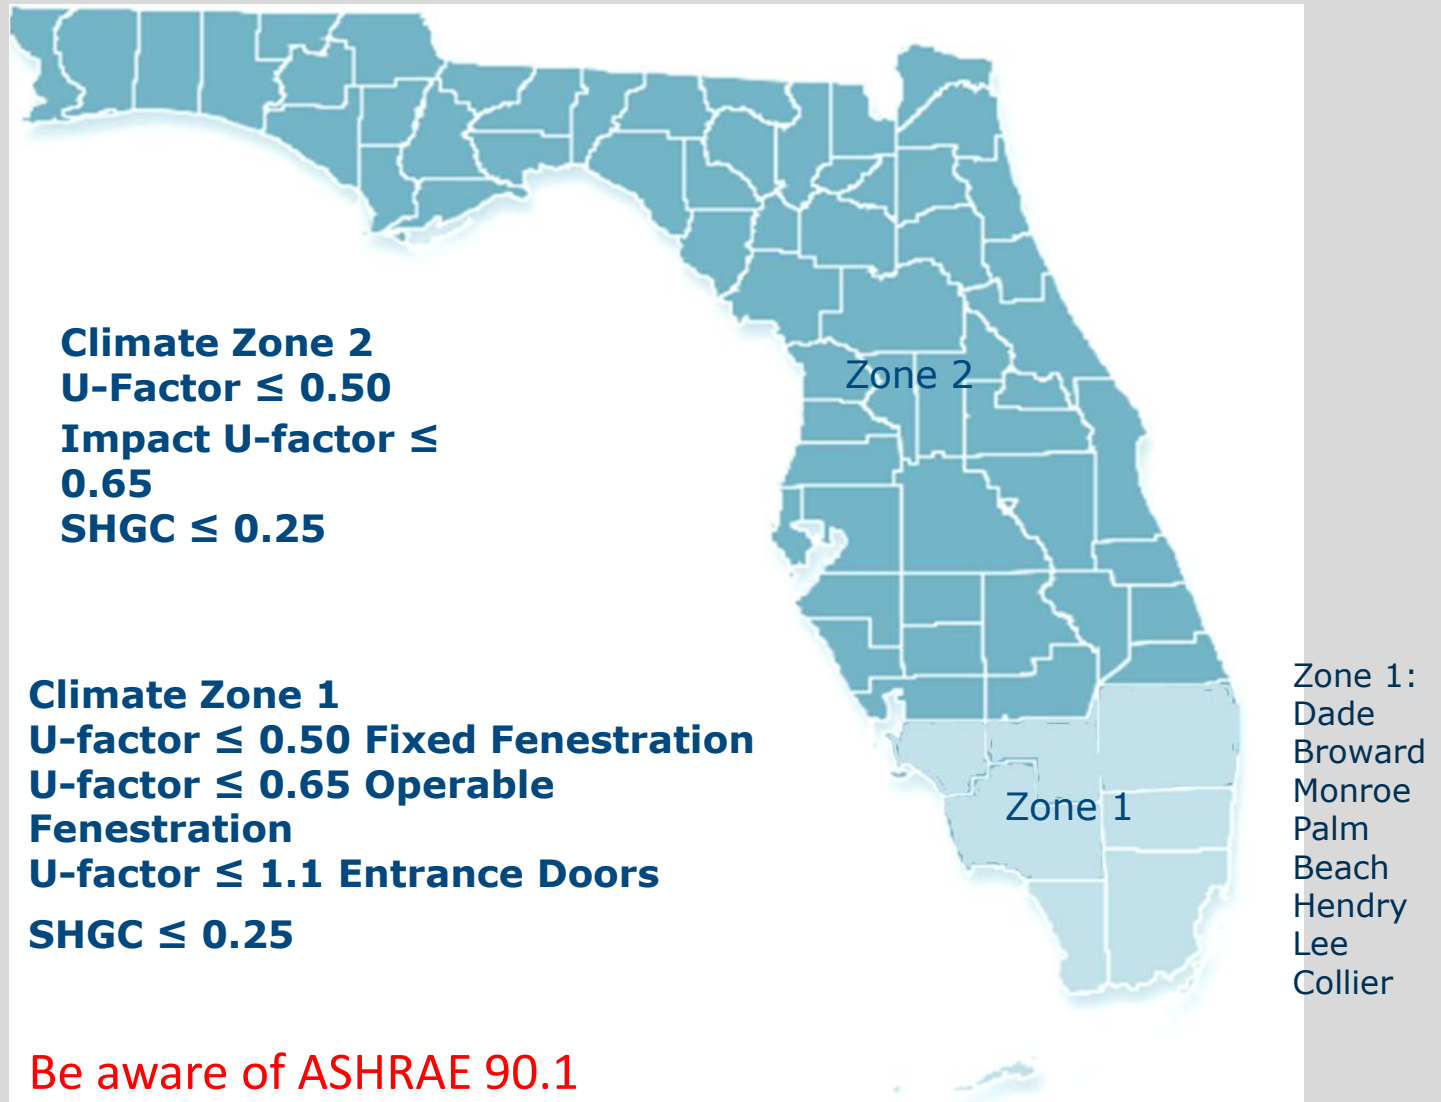 Climate Zone 2
U-Factor ≤ 0.50
Impact U-factor ≤
0.65
SHGC ≤ 0.25
Zone 2
Climate Zone 1
U-factor ≤ 0.50 Fixed Fenestration
U-factor ≤ 0.65 Operable
Fenestration
U-factor ≤ 1.1 Entrance Doors
SHGC ≤ 0.25
Zone 1
Zone 1:
Dade
Broward
Monroe
Palm
Beach
Hendry
Lee
Collier
Be aware of ASHRAE 90.1